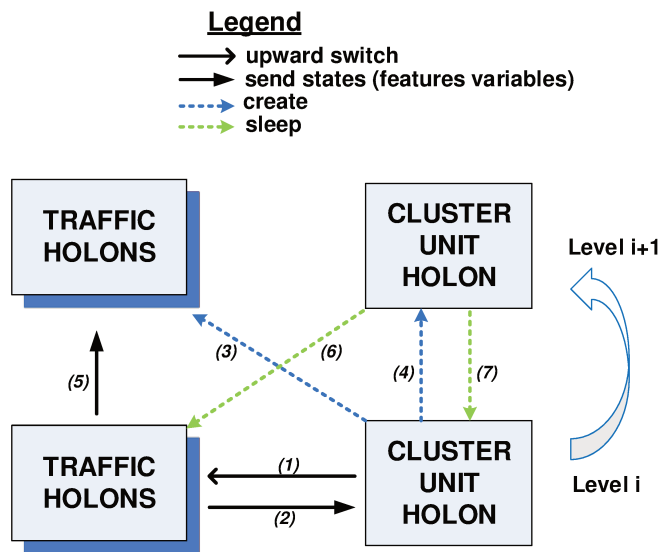 Legend
upward switch
send states (features variables)
create
sleep
TRAFFIC
HOLONS
CLUSTER
UNIT
HOLON
Level i+1
(3)
(6)
(4)
(7)
(5)
TRAFFIC
HOLONS
(1)
(2)
CLUSTER
UNIT
HOLON
Level i